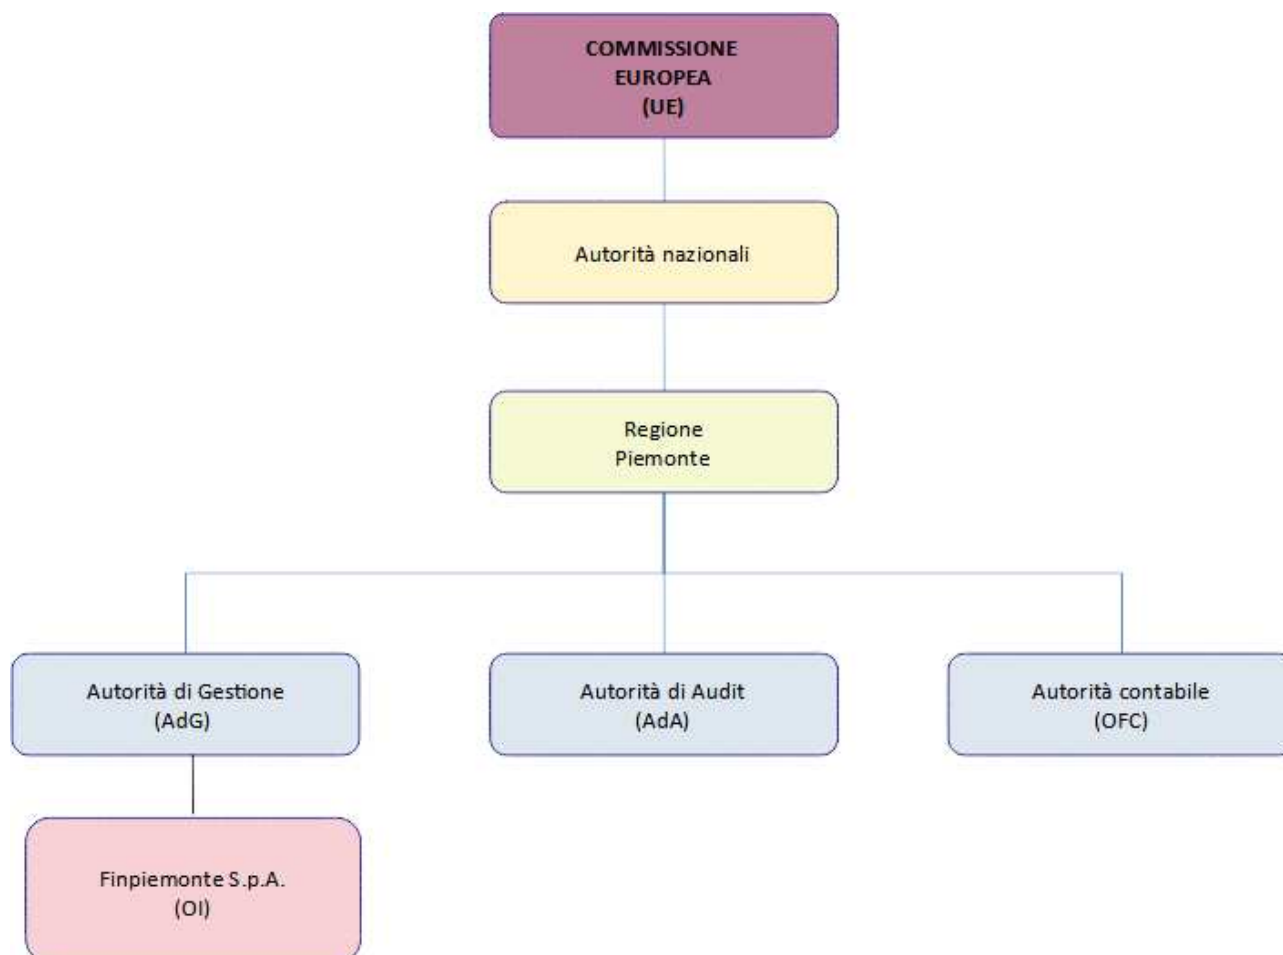 COMMISSIONE
EUROPEA
(UE)
Autorità nazionali
Regione
Piemonte
Autorità di Gestione
(AdG)
Autorità di Audit
(AdA)
Autorità contabile
(OFC)
Finpiemonte S.p.A.
(OI)